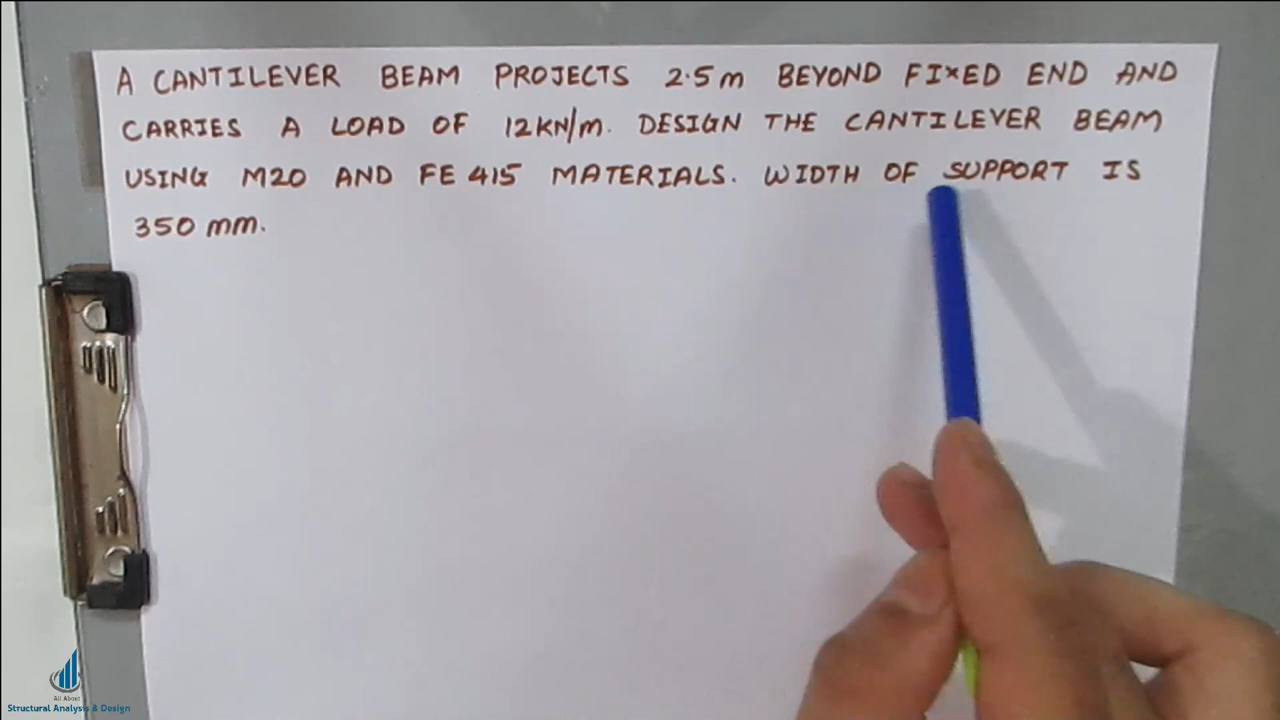 A CANTILEVER BEAM PROJECTS 2.5 m BEYOND FIXED END AND
CARRIES A LOAD OF 12KN/m. DESIGN THE CANTILEVER BEAM
USING M20 AND FE 415 MATERIALS. WIDTH OF SUPPORT IS
350 mm.
All About
Structural Analysis & Design